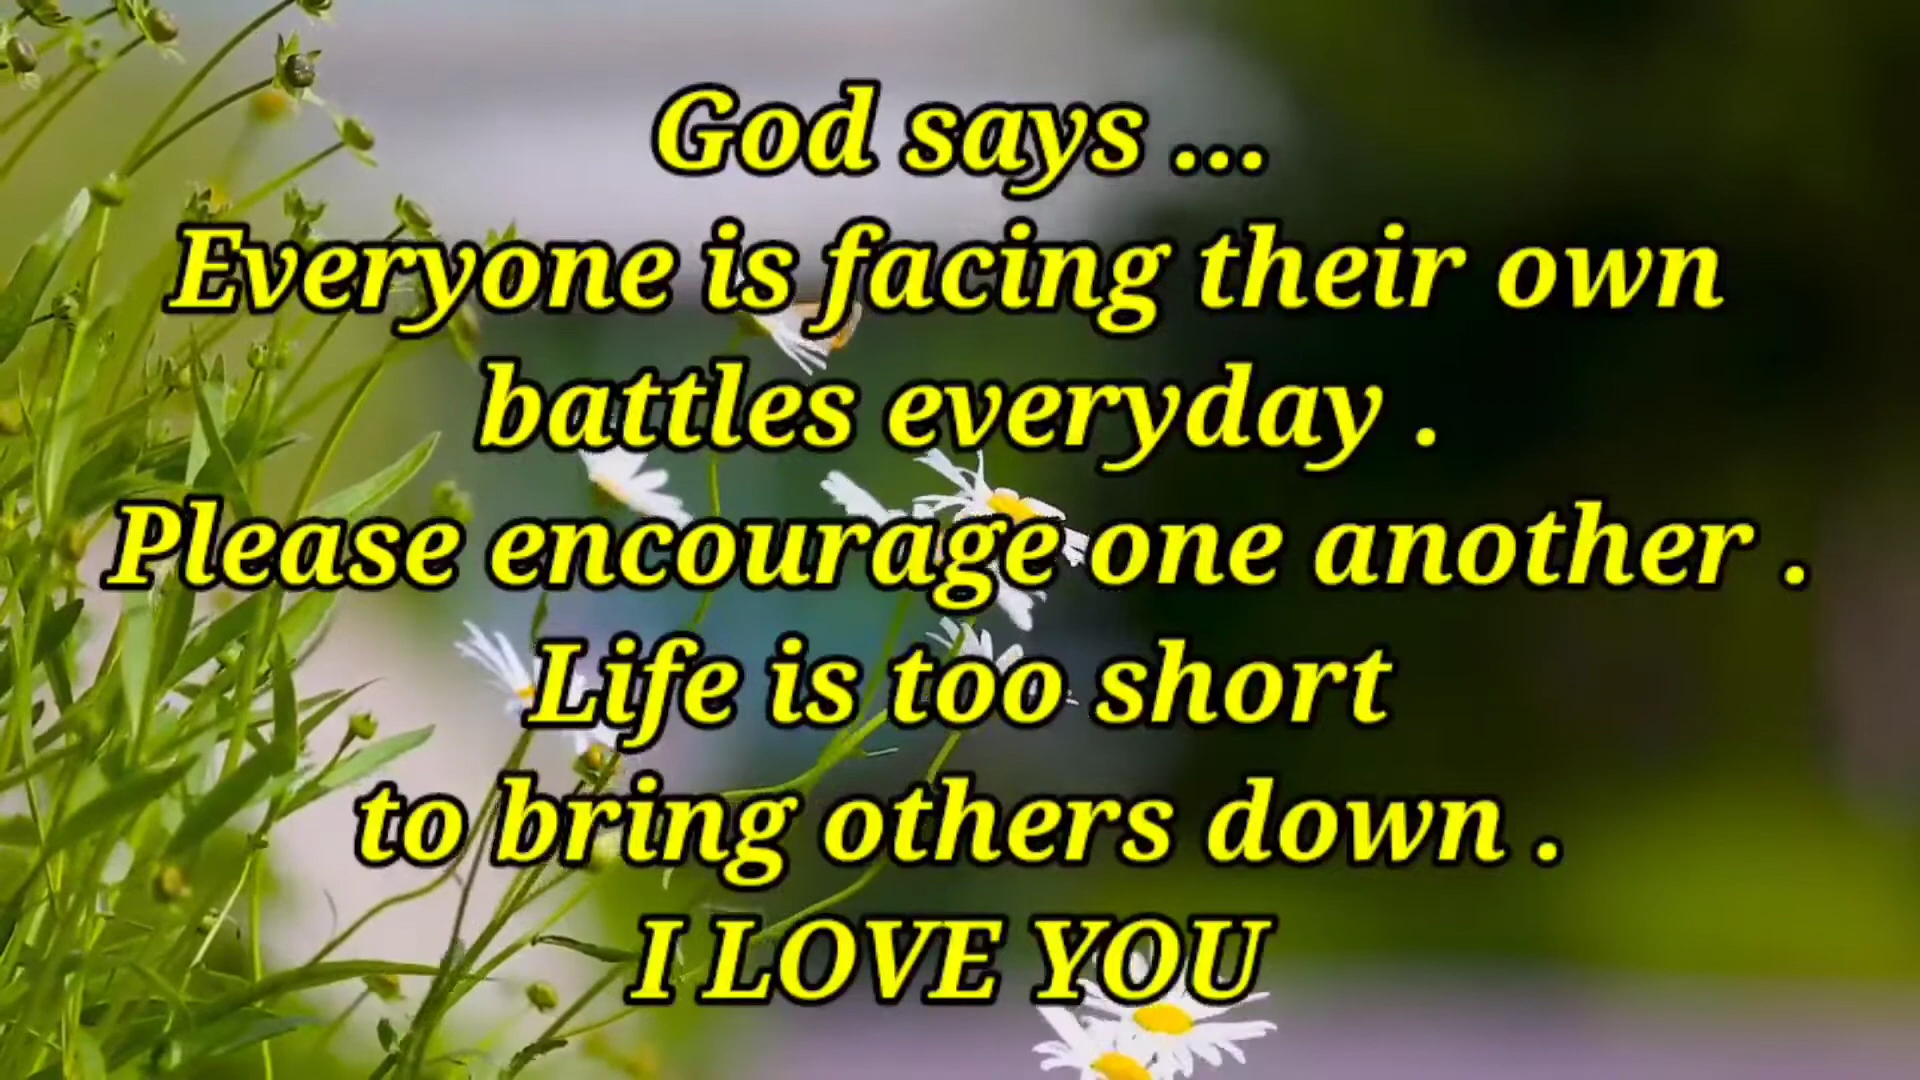 God says ...
Everyone is facing their own
battles everyday .
Please encourage one another .
Life is too short
to bring others down .
I LOVE YOU